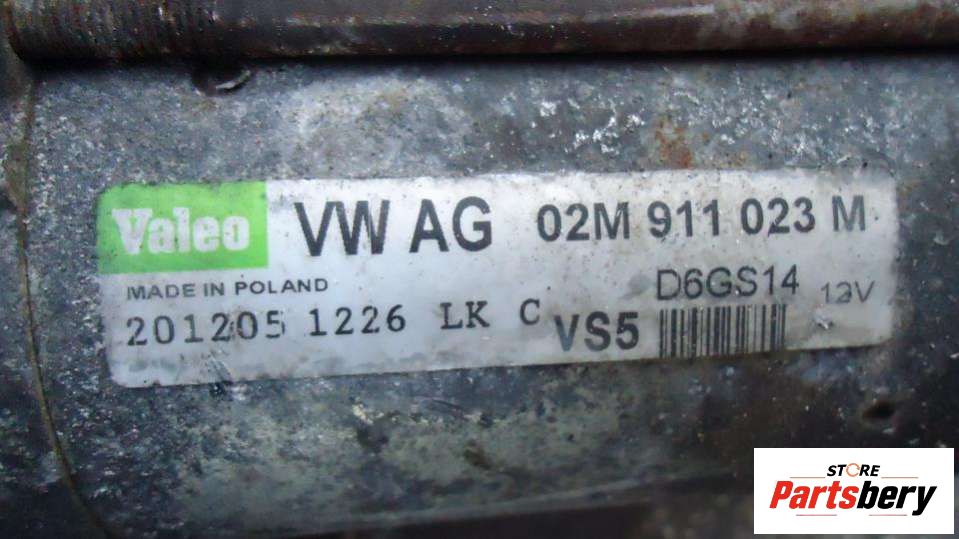 Valeo VW AG 02M 911 023 M
MADE IN POLAND D6GS14 12V
201205 1226 LK C VS5
STORE
Partsbery